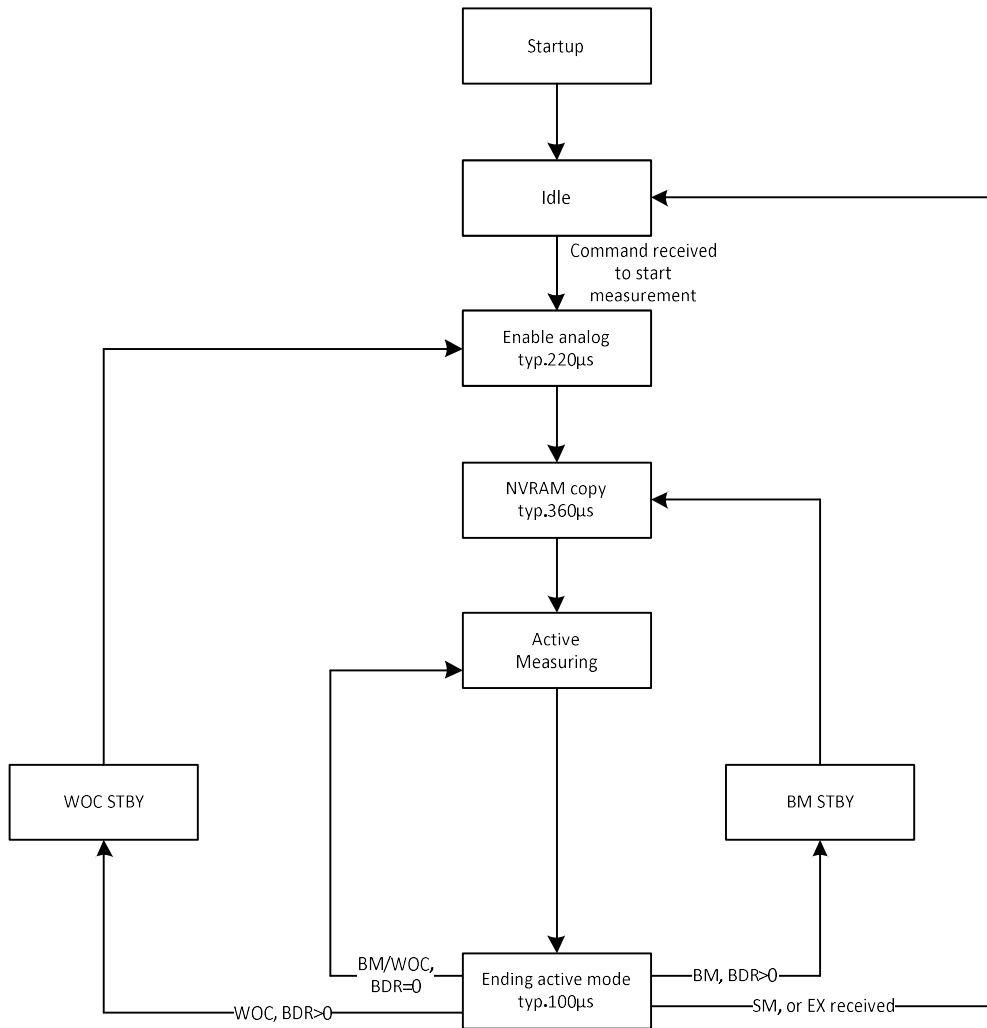 Startup
Idle
Command received
to start
measurement
Enable analog
typ.220µs
NVRAM copy
typ.360µs
Active
Measuring
WOC STBY
BM STBY
BM/WOC,
BDR=0
Ending active mode
typ.100µs
BM, BDR>0
WOC, BDR>0
SM, or EX received